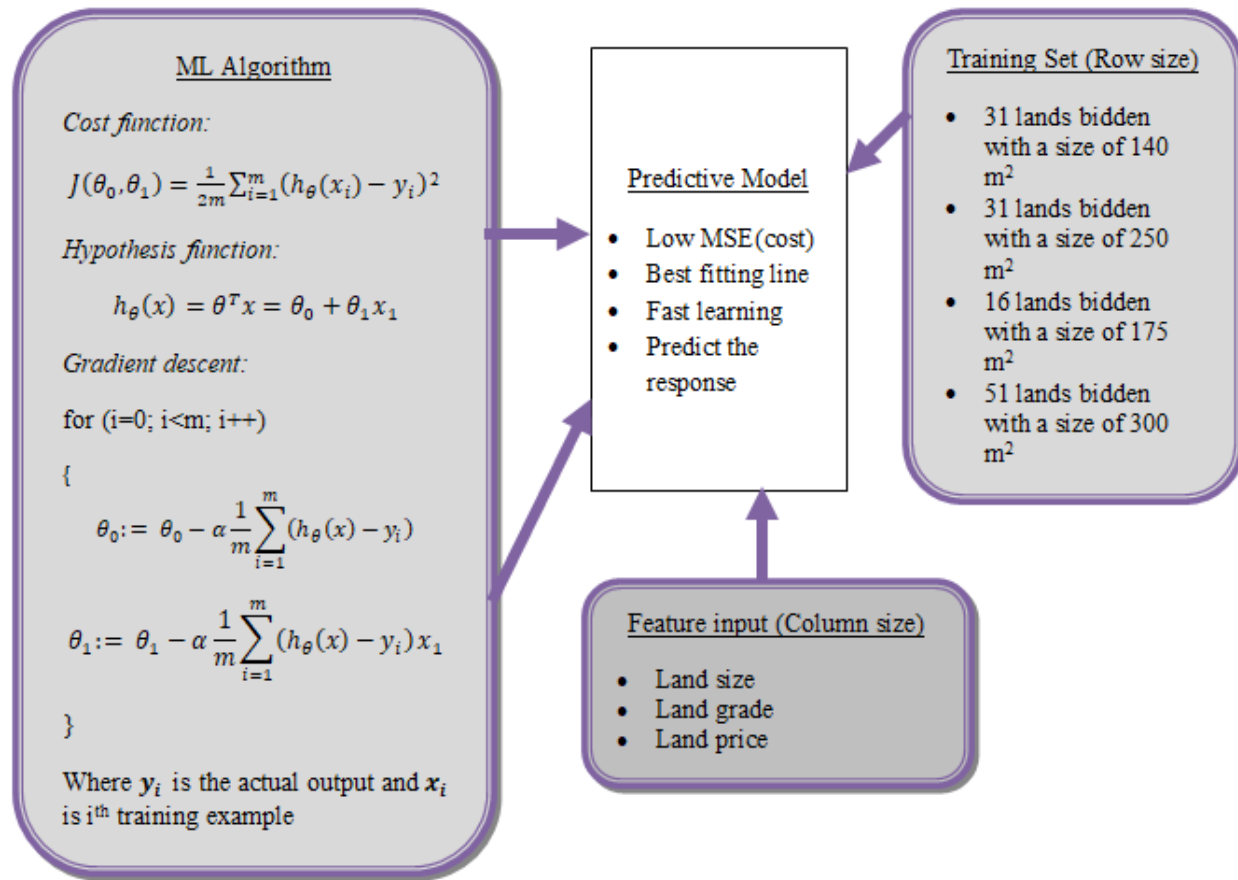 ML Algorithm
Cost function:
J(θ₀,θ₁) = 1/2m ∑ᵢ₌₁ᵐ (hθ(xᵢ) − yᵢ)²
Hypothesis function:
hθ(x) = θᵀx = θ₀ + θ₁x₁
Gradient descent:
for (i=0; i<m; i++)
{
θ₀:= θ₀ − α 1/m ∑ᵢ₌₁ᵐ (hθ(x) − yᵢ)
θ₁:= θ₁ − α 1/m ∑ᵢ₌₁ᵐ (hθ(x) − yᵢ) x₁
}
Where yᵢ is the actual output and xᵢ
is iᵗʰ training example
Predictive Model
• Low MSE(cost)
• Best fitting line
• Fast learning
• Predict the
response
Training Set (Row size)
• 31 lands bidden
with a size of 140
m²
• 31 lands bidden
with a size of 250
m²
• 16 lands bidden
with a size of 175
m²
• 51 lands bidden
with a size of 300
m²
Feature input (Column size)
• Land size
• Land grade
• Land price